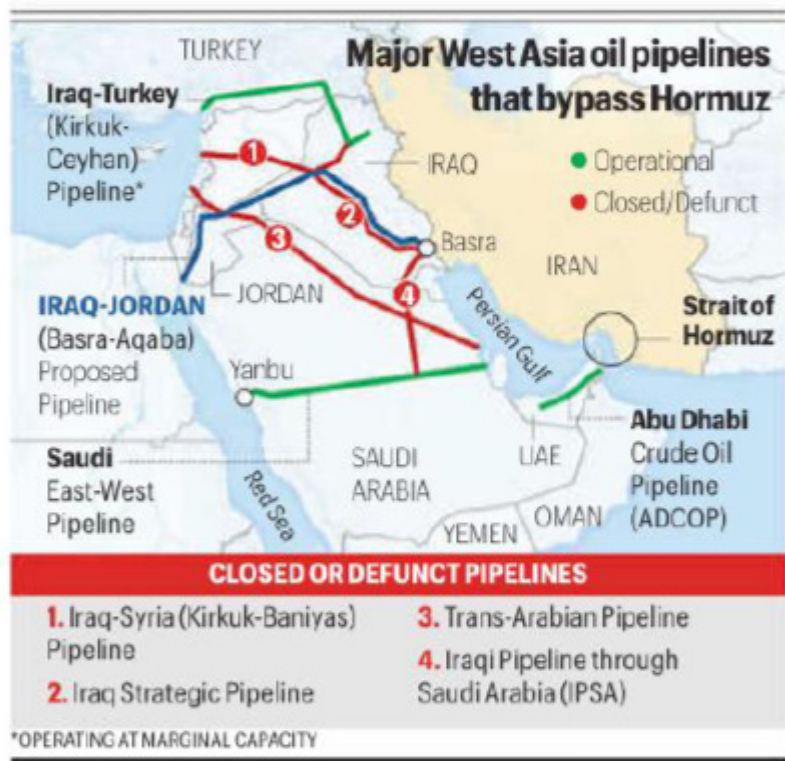 Major West Asia oil pipelines
that bypass Hormuz
Operational
Closed/Defunct
TURKEY
Iraq-Turkey
(Kirkuk-
Ceyhan)
Pipeline*
1
IRAQ
2
Basra
3
IRAN
4
JORDAN
IRAQ-JORDAN
(Basra-Aqaba)
Proposed
Pipeline
Persian Gulf
Strait of
Hormuz
Yanbu
Abu Dhabi
Crude Oil
Pipeline
(ADCOP)
Saudi
East-West
Pipeline
SAUDI
ARABIA
UAE
Red Sea
OMAN
YEMEN
CLOSED OR DEFUNCT PIPELINES
1. Iraq-Syria (Kirkuk-Baniyas)
Pipeline
2. Iraq Strategic Pipeline
3. Trans-Arabian Pipeline
4. Iraqi Pipeline through
Saudi Arabia (IPSA)
*OPERATING AT MARGINAL CAPACITY